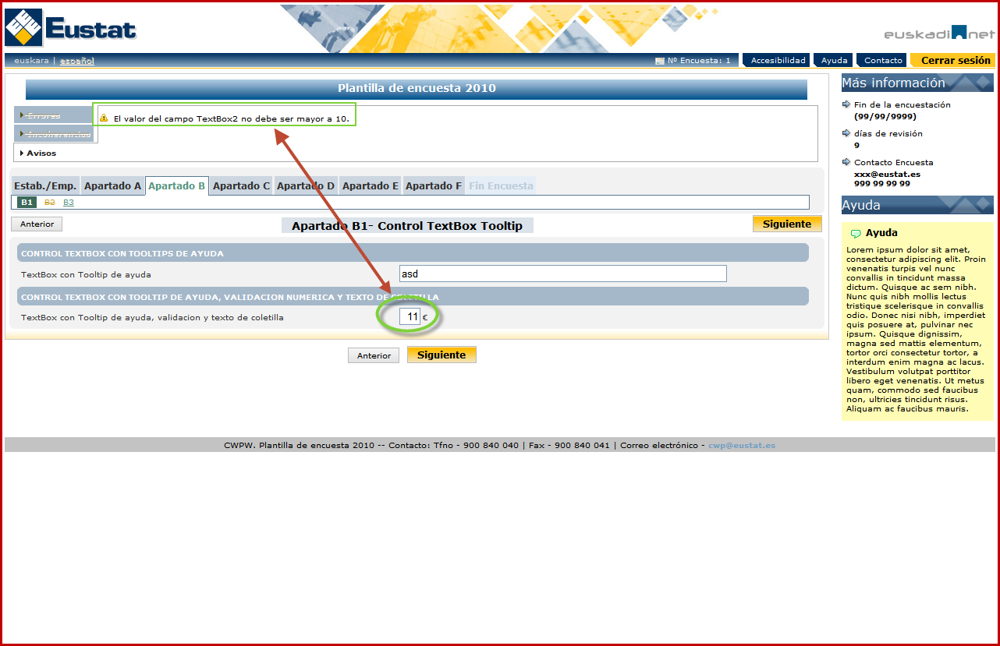 Eustat
euskadi.net
euskara | español
Nº Encuesta: 1
Accesibilidad
Ayuda
Contacto
Cerrar sesión
Plantilla de encuesta 2010
Errores
Incoherencias
Avisos
El valor del campo TextBox2 no debe ser mayor a 10.
Estab./Emp. Apartado A Apartado B Apartado C Apartado D Apartado E Apartado F Fin Encuesta
B1 B2 B3
Anterior
Apartado B1- Control TextBox Tooltip
Siguiente
CONTROL TEXTBOX CON TOOLTIPS DE AYUDA
TextBox con Tooltip de ayuda
asd
CONTROL TEXTBOX CON TOOLTIP DE AYUDA, VALIDACION NUMERICA Y TEXTO DE COLETILLA
TextBox con Tooltip de ayuda, validacion y texto de coletilla
11 €
Anterior
Siguiente
Más información
Fin de la encuestación
(99/99/9999)
días de revisión
9
Contacto Encuesta
xxx@eustat.es
999 99 99 99
Ayuda
Ayuda
Lorem ipsum dolor sit amet,
consectetur adipiscing elit. Proin
venenatis turpis vel nunc
convallis in tincidunt massa
dictum. Quisque ac sem nibh.
Nunc quis nibh mollis lectus
tristique scelerisque in convallis
odio. Donec nisi nibh, imperdiet
quis posuere at, pulvinar nec
ipsum. Quisque dignissim,
magna sed mattis elementum,
tortor orci consectetur tortor, a
interdum enim magna ac lacus.
Vestibulum volutpat porttitor
libero eget venenatis. Ut metus
quam, commodo sed faucibus
non, ultricies tincidunt risus.
Aliquam ac faucibus mauris.
CWPW. Plantilla de encuesta 2010 -- Contacto: Tfno - 900 840 040 | Fax - 900 840 041 | Correo electrónico - cwp@eustat.es